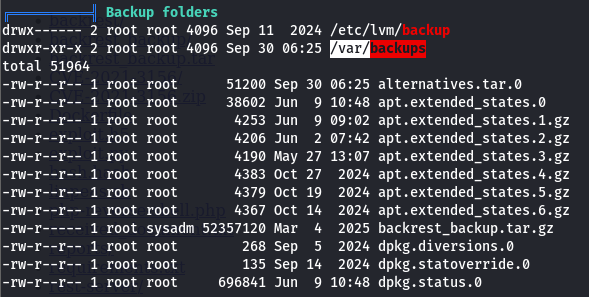 Backup folders
drwx------ 2 root root 4096 Sep 11 2024 /etc/lvm/backup
drwxr-xr-x 2 root root 4096 Sep 30 06:25 /var/backups
total 51964
-rw-r--r-- 1 root root 51200 Sep 30 06:25 alternatives.tar.0
-rw-r--r-- 1 root root 38602 Jun 9 10:48 apt.extended_states.0
-rw-r--r-- 1 root root 4253 Jun 9 09:02 apt.extended_states.1.gz
-rw-r--r-- 1 root root 4206 Jun 2 07:42 apt.extended_states.2.gz
-rw-r--r-- 1 root root 4190 May 27 13:07 apt.extended_states.3.gz
-rw-r--r-- 1 root root 4383 Oct 27 2024 apt.extended_states.4.gz
-rw-r--r-- 1 root root 4379 Oct 19 2024 apt.extended_states.5.gz
-rw-r--r-- 1 root root 4367 Oct 14 2024 apt.extended_states.6.gz
-rw-r----- 1 root sysadm 52357120 Mar 4 2025 backrest_backup.tar.gz
-rw-r--r-- 1 root root 268 Sep 5 2024 dpkg.diversions.0
-rw-r--r-- 1 root root 135 Sep 14 2024 dpkg.statoverride.0
-rw-r--r-- 1 root root 696841 Jun 9 10:48 dpkg.status.0